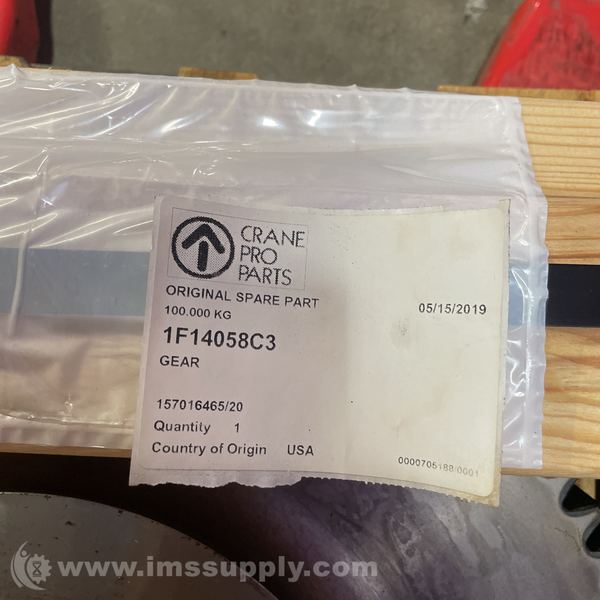 CRANE
PRO
PARTS
ORIGINAL SPARE PART
100.000 KG
05/15/2019
1F14058C3
GEAR
157016465/20
Quantity 1
Country of Origin USA
0000705188/0001
www.imssupply.com